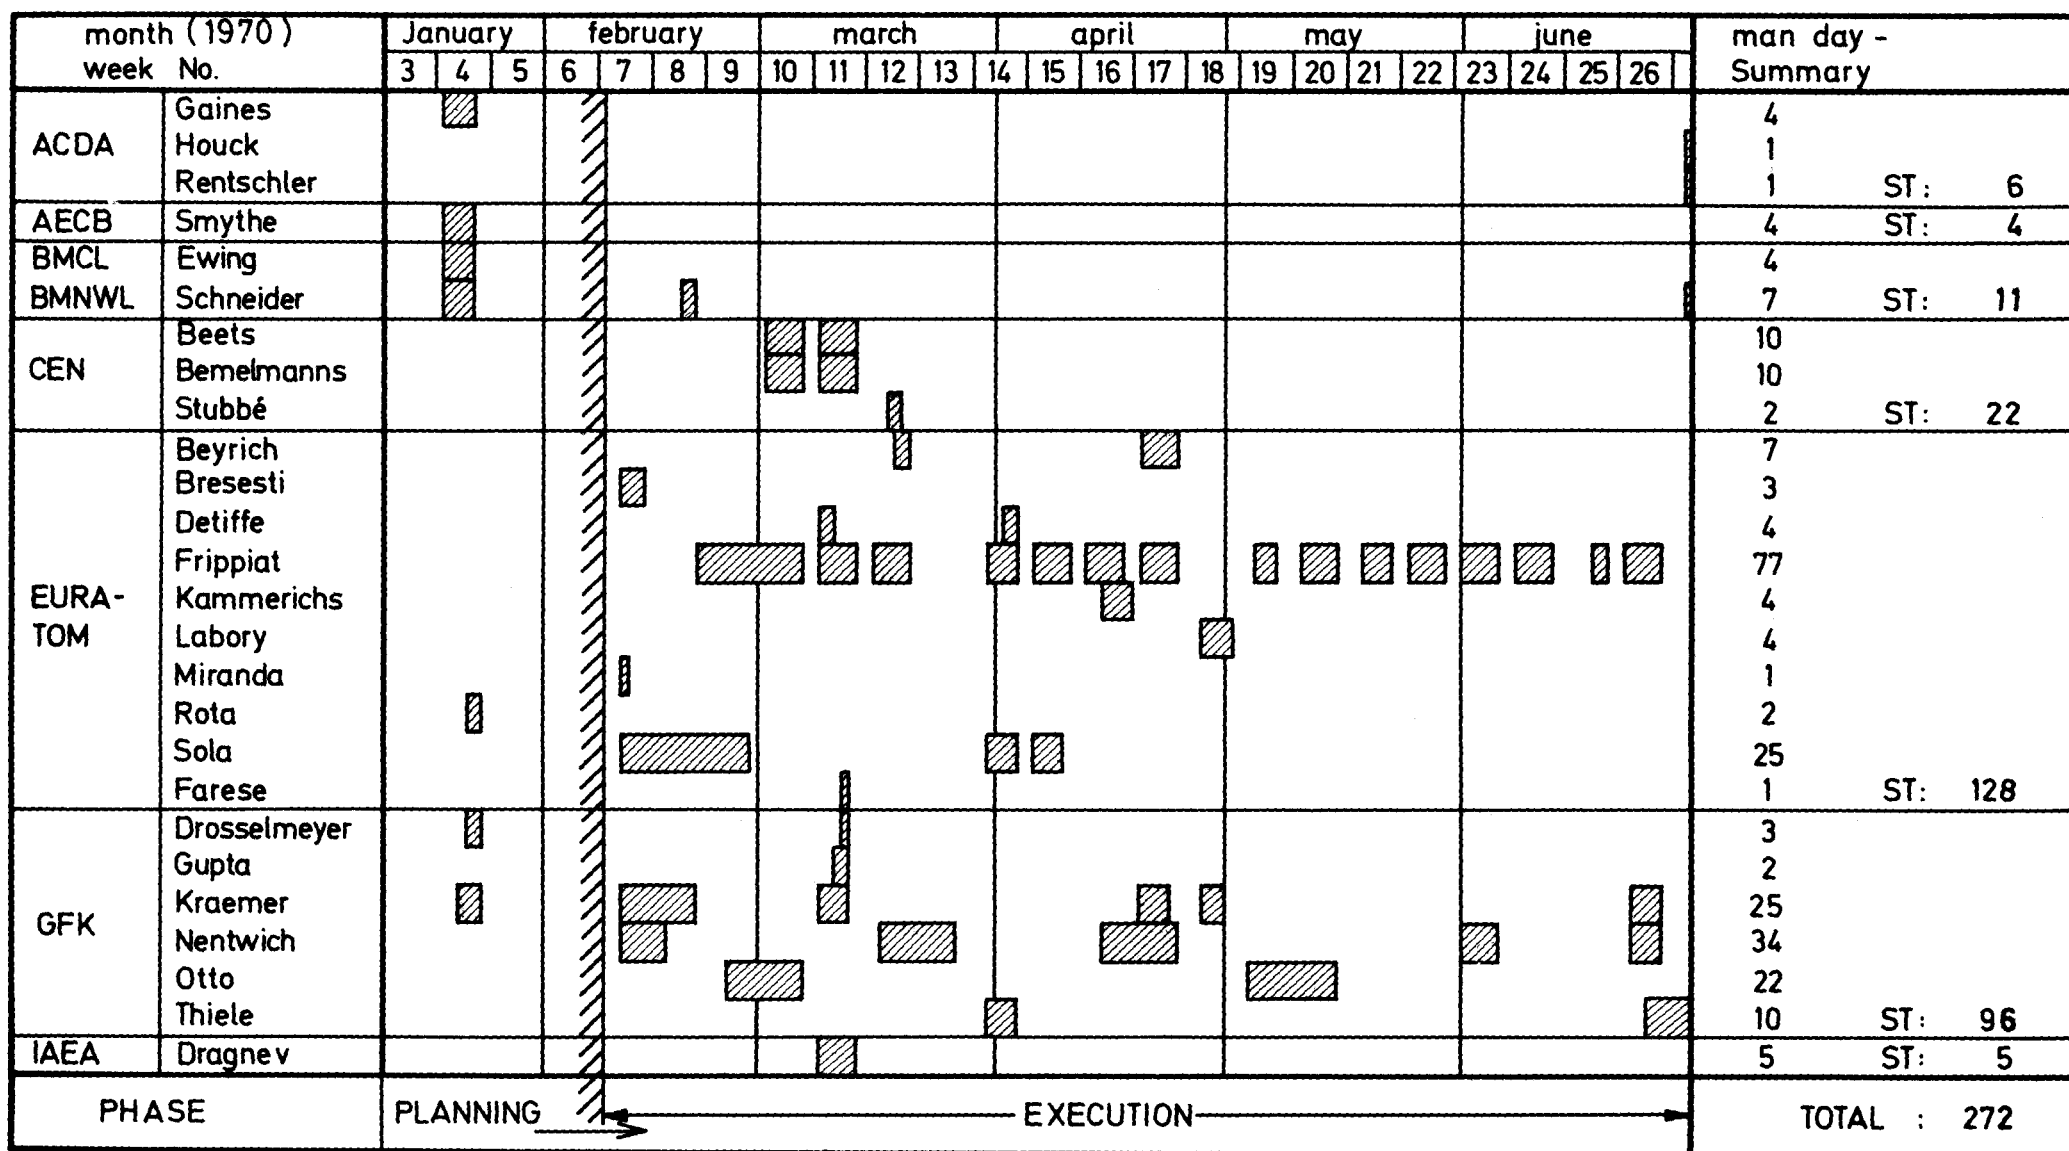 month (1970) January february march april may june man day -
week No. 3 4 5 6 7 8 9 10 11 12 13 14 15 16 17 18 19 20 21 22 23 24 25 26 Summary
Gaines 4
ACDA Houck 1
Rentschler 1 ST: 6
AECB Smythe 4 ST: 4
BMCL Ewing 4
BMNWL Schneider 7 ST: 11
Beets 10
CEN Bemelmanns 10
Stubbé 2 ST: 22
Beyrich 7
Bresesti 3
Detiffe 4
Frippiat 77
EURA- Kammerichs 4
TOM Labory 4
Miranda 1
Rota 2
Sola 25
Farese 1 ST: 128
Drosselmeyer 3
Gupta 2
Kraemer 25
GFK Nentwich 34
Otto 22
Thiele 10 ST: 96
IAEA Dragnev 5 ST: 5
PHASE PLANNING EXECUTION TOTAL : 272